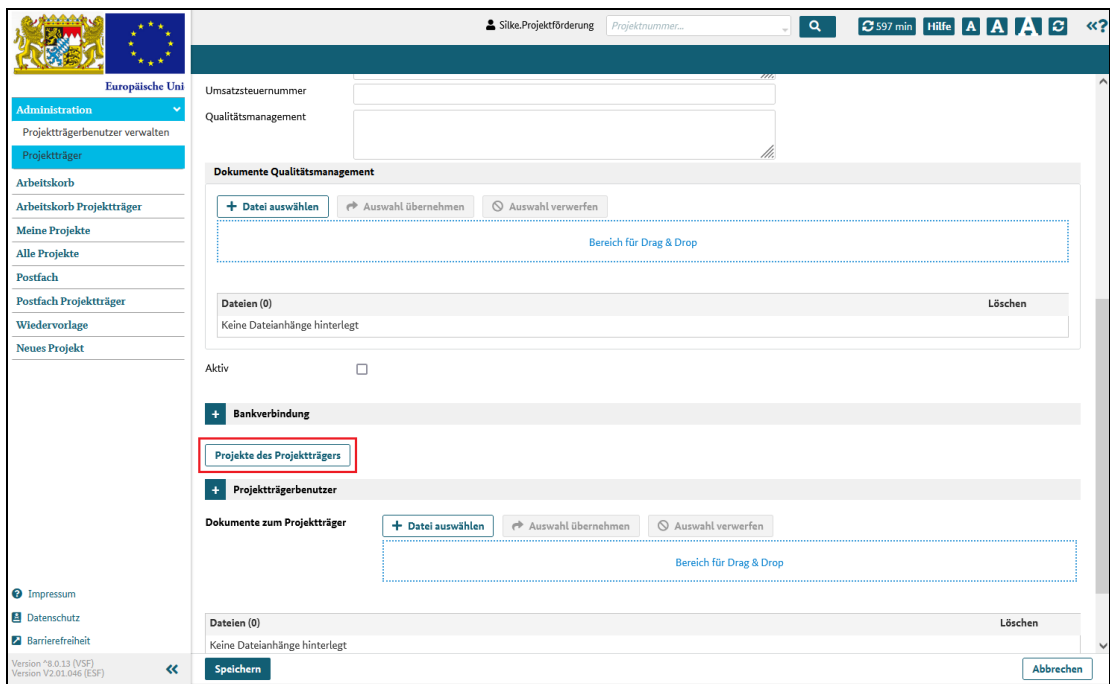 Silke.Projektförderung Projektnummer... 597 min Hilfe A A A «?
Europäische Uni
Administration
Projektträgerbenutzer verwalten
Projektträger
Arbeitskorb
Arbeitskorb Projektträger
Meine Projekte
Alle Projekte
Postfach
Postfach Projektträger
Wiedervorlage
Neues Projekt
Impressum
Datenschutz
Barrierefreiheit
Version ^8.0.13 (VSF)
Version V2.01.046 (ESF)
«
Umsatzsteuernummer
Qualitätsmanagement
Dokumente Qualitätsmanagement
+ Datei auswählen Auswahl übernehmen Auswahl verwerfen
Bereich für Drag & Drop
Dateien (0) Löschen
Keine Dateianhänge hinterlegt
Aktiv
+ Bankverbindung
Projekte des Projektträgers
+ Projektträgerbenutzer
Dokumente zum Projektträger + Datei auswählen Auswahl übernehmen Auswahl verwerfen
Bereich für Drag & Drop
Dateien (0) Löschen
Keine Dateianhänge hinterlegt
Speichern Abbrechen